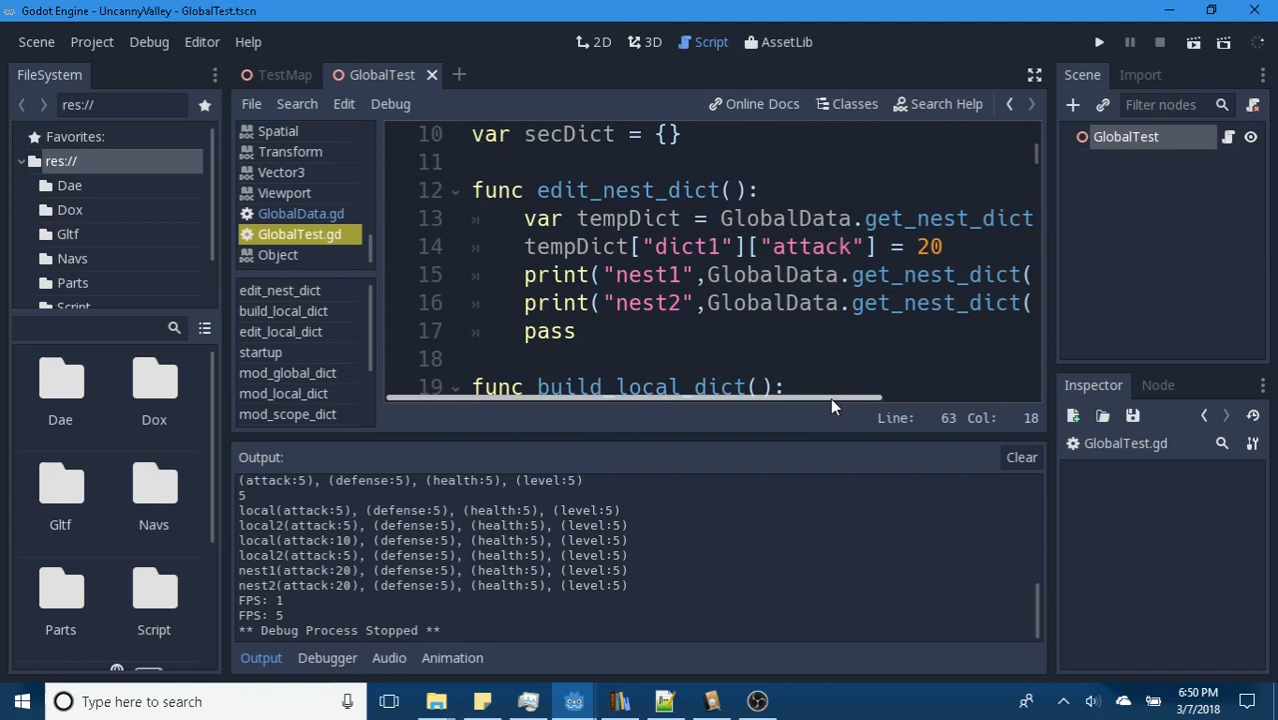 Godot Engine - UncannyValley - GlobalTest.tscn
Scene Project Debug Editor Help
2D 3D Script AssetLib
FileSystem
res://
Favorites:
res://
Dae
Dox
Gltf
Navs
Parts
Script
Dae Dox
Gltf Navs
Parts Script
TestMap GlobalTest
File Search Edit Debug
Online Docs Classes Search Help
Spatial
Transform
Vector3
Viewport
GlobalData.gd
GlobalTest.gd
Object
edit_nest_dict
build_local_dict
edit_local_dict
startup
mod_global_dict
mod_local_dict
mod_scope_dict
10 var secDict = {}
11
12 func edit_nest_dict():
13 var tempDict = GlobalData.get_nest_dict
14 tempDict["dict1"]["attack"] = 20
15 print("nest1",GlobalData.get_nest_dict(
16 print("nest2",GlobalData.get_nest_dict(
17 pass
18
19 func build_local_dict():
Line: 63 Col: 18
Output: Clear
(attack:5), (defense:5), (health:5), (level:5)
5
local(attack:5), (defense:5), (health:5), (level:5)
local2(attack:5), (defense:5), (health:5), (level:5)
local(attack:10), (defense:5), (health:5), (level:5)
local2(attack:5), (defense:5), (health:5), (level:5)
nest1(attack:20), (defense:5), (health:5), (level:5)
nest2(attack:20), (defense:5), (health:5), (level:5)
FPS: 1
FPS: 5
** Debug Process Stopped **
Output Debugger Audio Animation
Scene Import
Filter nodes
GlobalTest
Inspector Node
GlobalTest.gd
Type here to search
6:50 PM
3/7/2018